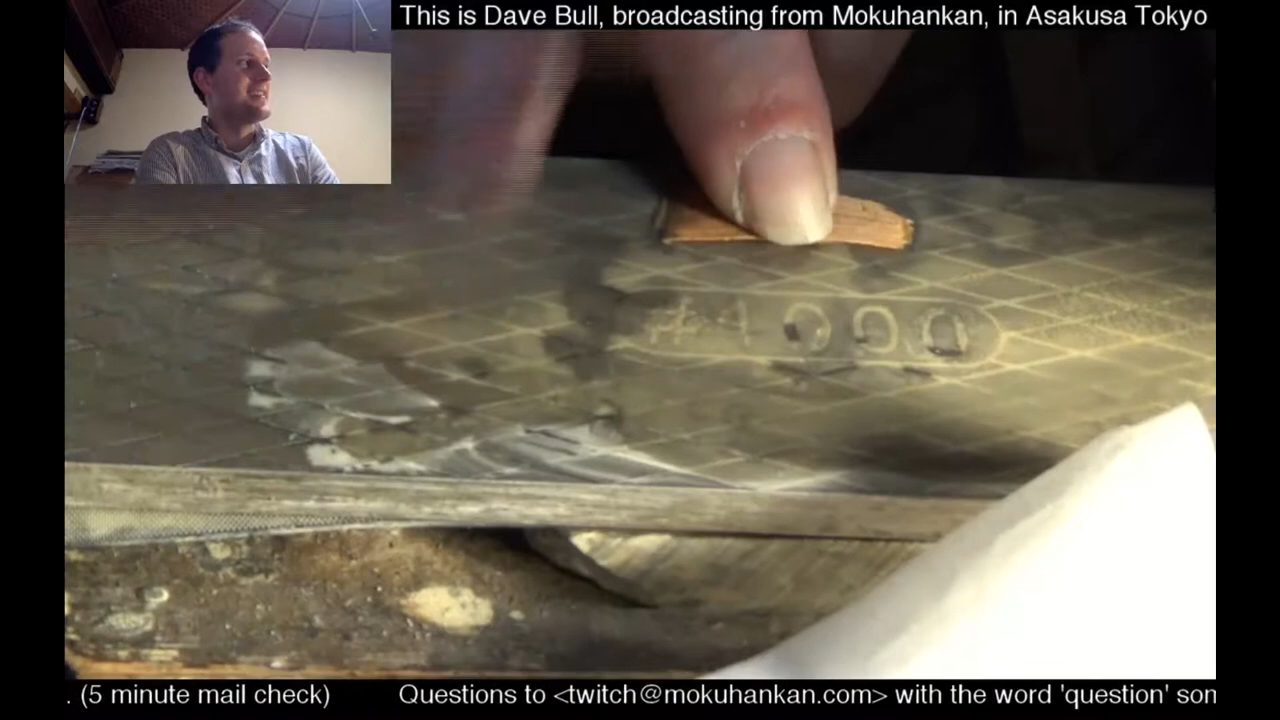 This is Dave Bull, broadcasting from Mokuhankan, in Asakusa Tokyo
#1000
. (5 minute mail check) Questions to <twitch@mokuhankan.com> with the word 'question' son